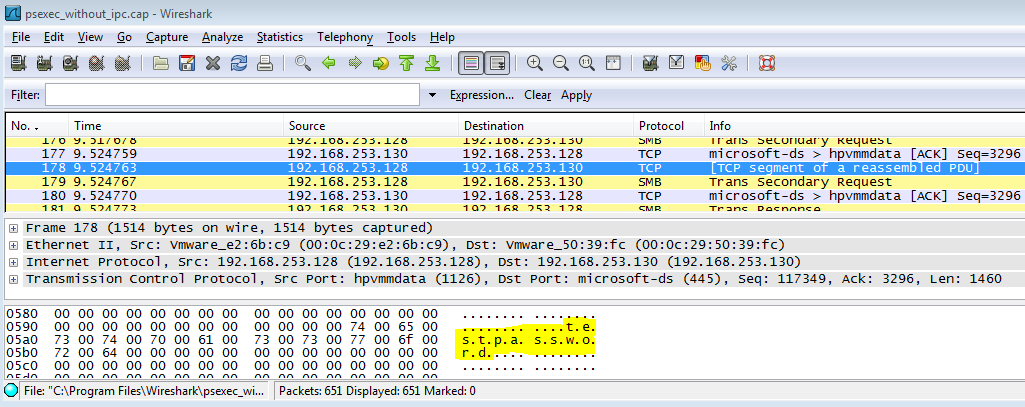 psexec_without_ipc.cap - Wireshark
File Edit View Go Capture Analyze Statistics Telephony Tools Help
Filter: Expression... Clear Apply
No. . Time Source Destination Protocol Info
176 9.517678 192.168.253.128 192.168.253.130 SMB Trans Secondary Request
177 9.524759 192.168.253.130 192.168.253.128 TCP microsoft-ds > hpvmmdata [ACK] Seq=3296
178 9.524763 192.168.253.128 192.168.253.130 TCP [TCP segment of a reassembled PDU]
179 9.524767 192.168.253.128 192.168.253.130 SMB Trans Secondary Request
180 9.524770 192.168.253.130 192.168.253.128 TCP microsoft-ds > hpvmmdata [ACK] Seq=3296
181 9.524773 192.168.253.130 192.168.253.128 SMB Trans Response
Frame 178 (1514 bytes on wire, 1514 bytes captured)
Ethernet II, Src: Vmware_e2:6b:c9 (00:0c:29:e2:6b:c9), Dst: Vmware_50:39:fc (00:0c:29:50:39:fc)
Internet Protocol, Src: 192.168.253.128 (192.168.253.128), Dst: 192.168.253.130 (192.168.253.130)
Transmission Control Protocol, Src Port: hpvmmdata (1126), Dst Port: microsoft-ds (445), Seq: 117349, Ack: 3296, Len: 1460
0580 00 00 00 00 00 00 00 00 00 00 00 00 00 00 00 00 ........ ........
0590 00 00 00 00 00 00 00 00 00 00 00 00 74 00 65 00 ........ ....t.e.
05a0 73 00 74 00 70 00 61 00 73 00 73 00 77 00 6f 00 s.t.p.a. s.s.w.o.
05b0 72 00 64 00 00 00 00 00 00 00 00 00 00 00 00 00 r.d..... ........
05c0 00 00 00 00 00 00 00 00 00 00 00 00 00 00 00 00 ........ ........
File: "C:\Program Files\Wireshark\psexec_wi... Packets: 651 Displayed: 651 Marked: 0